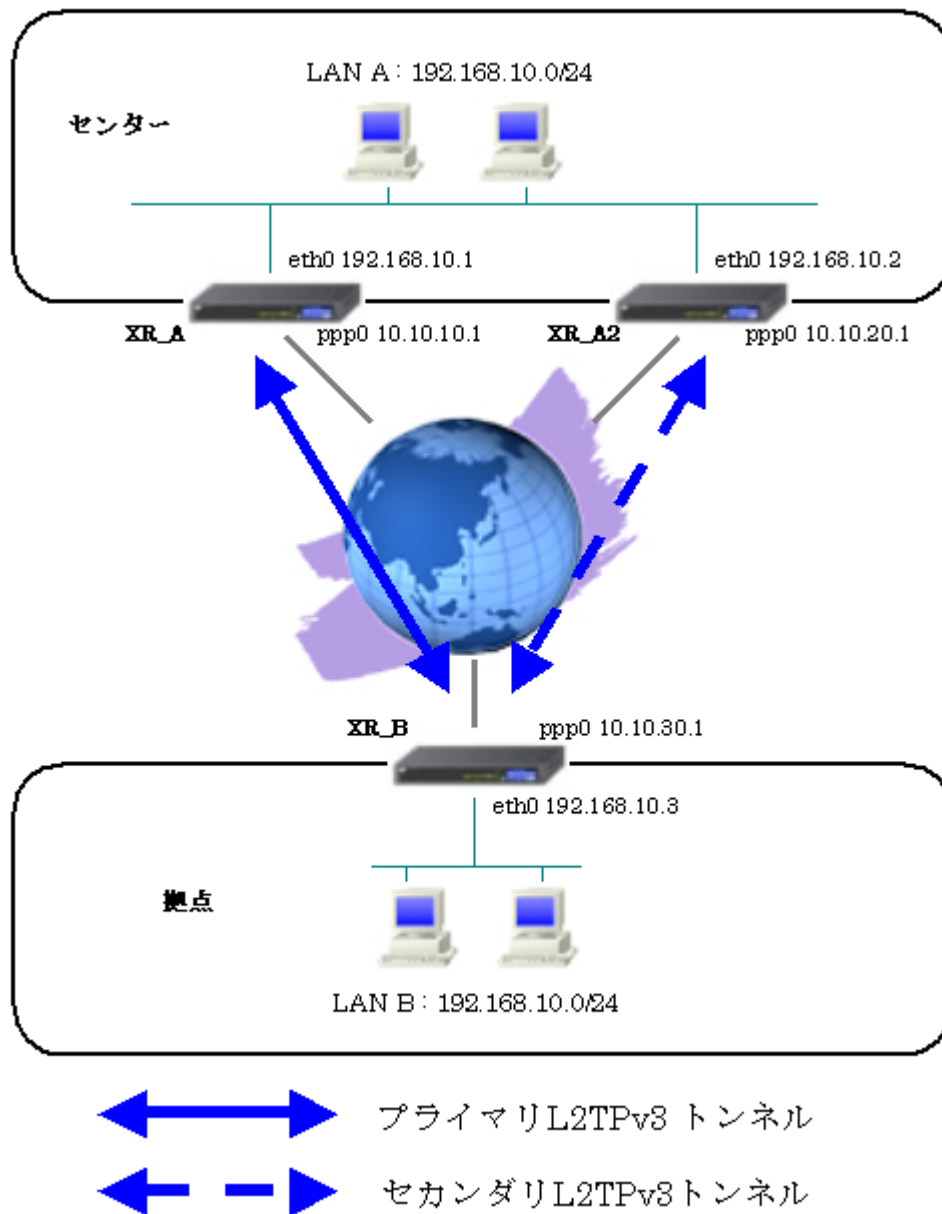 LAN A : 192.168.10.0/24
センター
eth0 192.168.10.1
eth0 192.168.10.2
XR_A
ppp0 10.10.10.1
XR_A2
ppp0 10.10.20.1
XR_B
ppp0 10.10.30.1
eth0 192.168.10.3
拠点
LAN B : 192.168.10.0/24
プライマリL2TPv3 トンネル
セカンダリL2TPv3トンネル